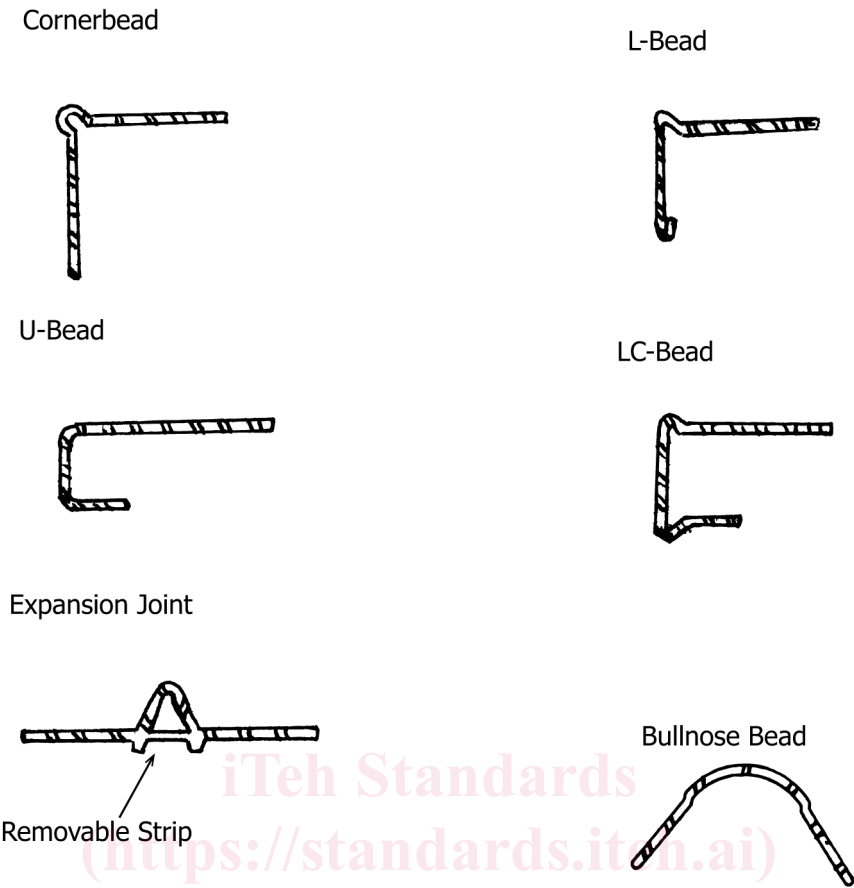 Cornerbead
L-Bead
U-Bead
LC-Bead
Expansion Joint
Bullnose Bead
iTeh Standards
Removable Strip
(https://standards.iteh.ai)